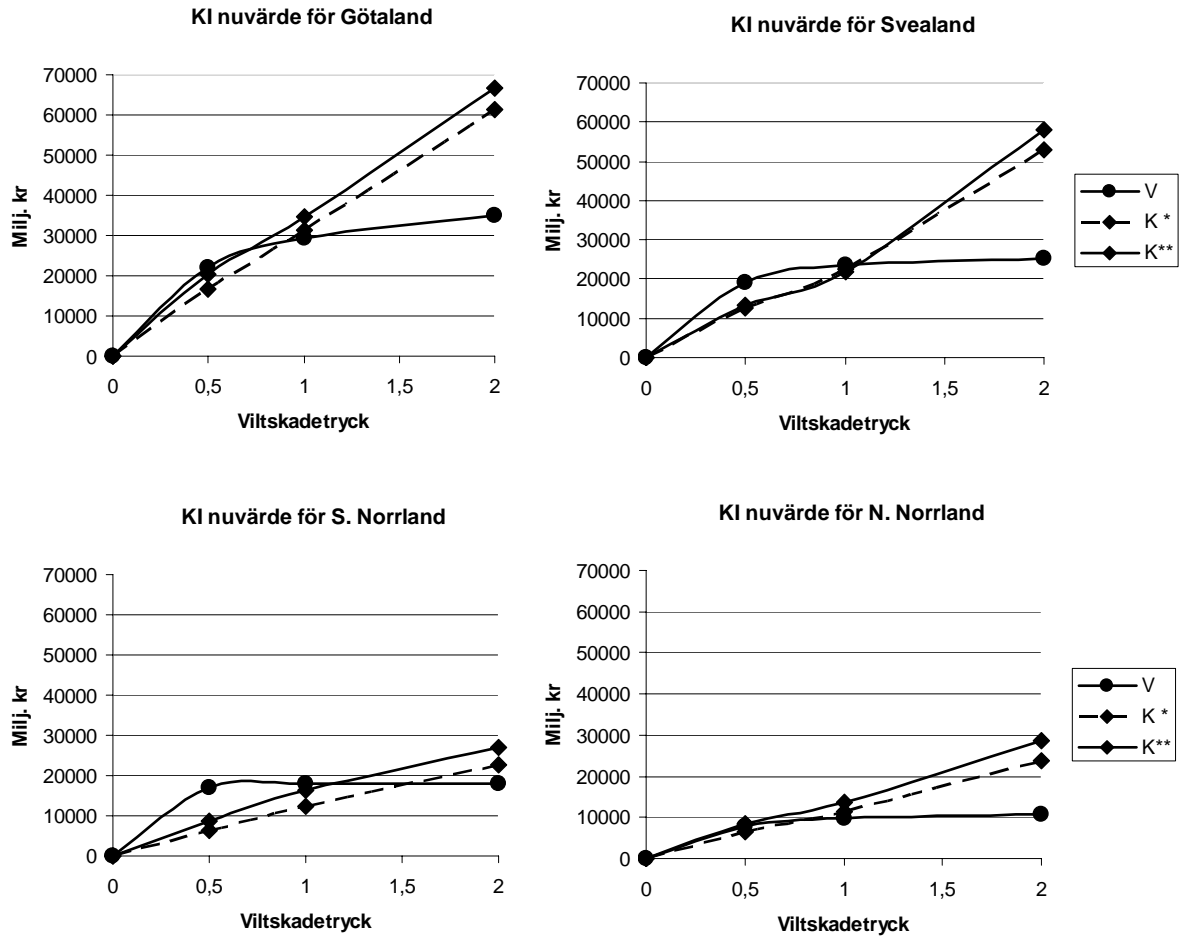 KI nuvärde för Götaland
70000
60000
50000
40000
30000
20000
10000
0
Milj. kr
0 0,5 1 1,5 2
Viltskadetryck
KI nuvärde för Svealand
70000
60000
50000
40000
30000
20000
10000
0
Milj. kr
0 0,5 1 1,5 2
Viltskadetryck
V
K *
K**
KI nuvärde för S. Norrland
70000
60000
50000
40000
30000
20000
10000
0
Milj. kr
0 0,5 1 1,5 2
Viltskadetryck
KI nuvärde för N. Norrland
70000
60000
50000
40000
30000
20000
10000
0
Milj. kr
0 0,5 1 1,5 2
Viltskadetryck
V
K *
K**